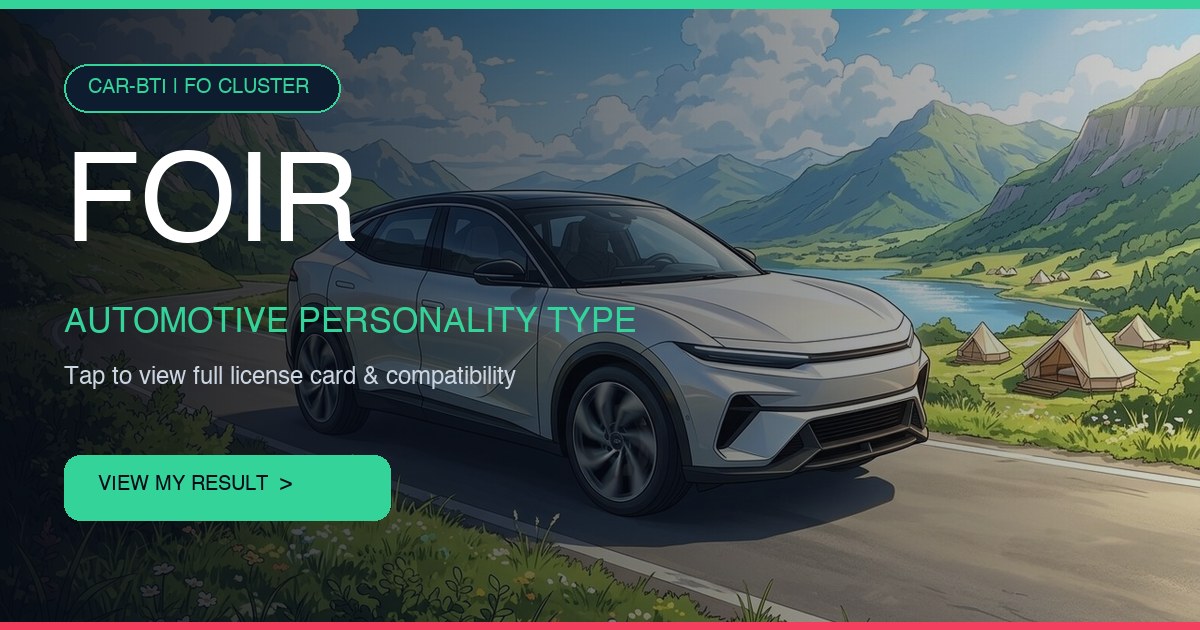 CAR-BTI | FO CLUSTER
FOIR
AUTOMOTIVE PERSONALITY TYPE
Tap to view full license card & compatibility
VIEW MY RESULT >